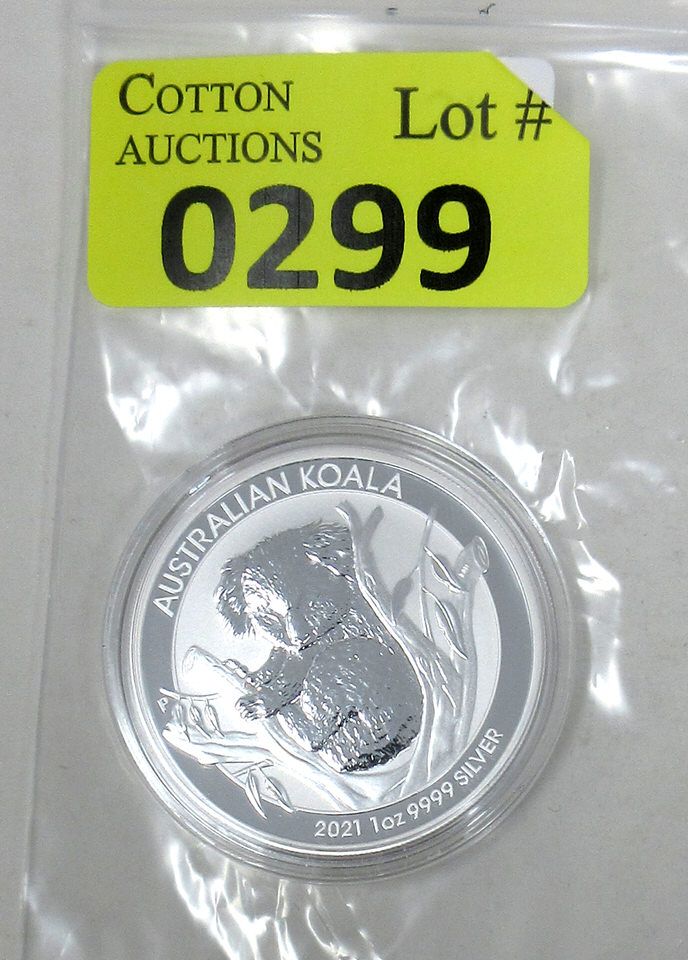 COTTON
AUCTIONS
Lot #
0299
AUSTRALIAN KOALA
P
2021 1oz 9999 SILVER